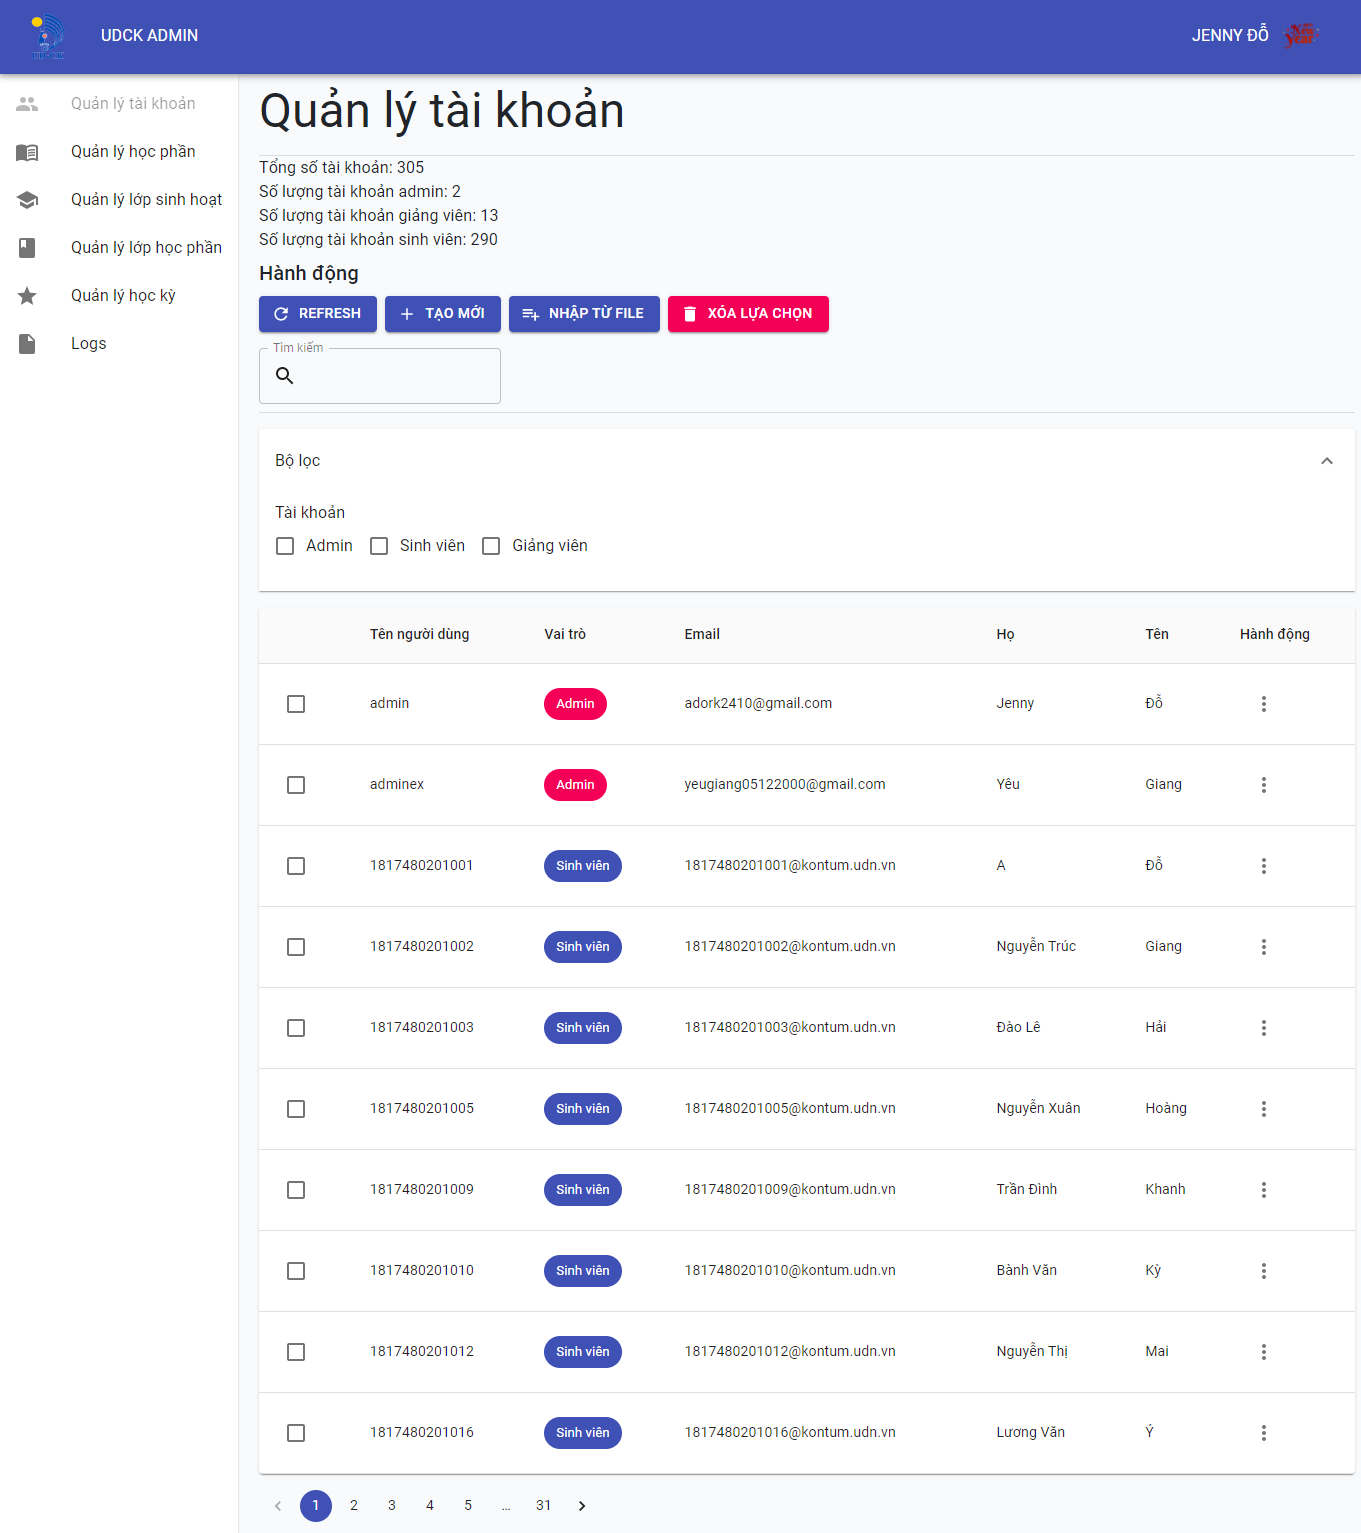 UDCK ADMIN
JENNY ĐỖ
Quản lý tài khoản
Quản lý học phần
Quản lý lớp sinh hoạt
Quản lý lớp học phần
Quản lý học kỳ
Logs
Quản lý tài khoản
Tổng số tài khoản: 305
Số lượng tài khoản admin: 2
Số lượng tài khoản giảng viên: 13
Số lượng tài khoản sinh viên: 290
Hành động
REFRESH TẠO MỚI NHẬP TỪ FILE XÓA LỰA CHỌN
Tìm kiếm
Bộ lọc
Tài khoản
Admin Sinh viên Giảng viên
Tên người dùng Vai trò Email Họ Tên Hành động
admin Admin adork2410@gmail.com Jenny Đỗ
adminex Admin yeugiang05122000@gmail.com Yêu Giang
1817480201001 Sinh viên 1817480201001@kontum.udn.vn A Đỗ
1817480201002 Sinh viên 1817480201002@kontum.udn.vn Nguyễn Trúc Giang
1817480201003 Sinh viên 1817480201003@kontum.udn.vn Đào Lê Hải
1817480201005 Sinh viên 1817480201005@kontum.udn.vn Nguyễn Xuân Hoàng
1817480201009 Sinh viên 1817480201009@kontum.udn.vn Trần Đình Khanh
1817480201010 Sinh viên 1817480201010@kontum.udn.vn Bành Văn Kỳ
1817480201012 Sinh viên 1817480201012@kontum.udn.vn Nguyễn Thị Mai
1817480201016 Sinh viên 1817480201016@kontum.udn.vn Lương Văn Ý
1 2 3 4 5 ... 31